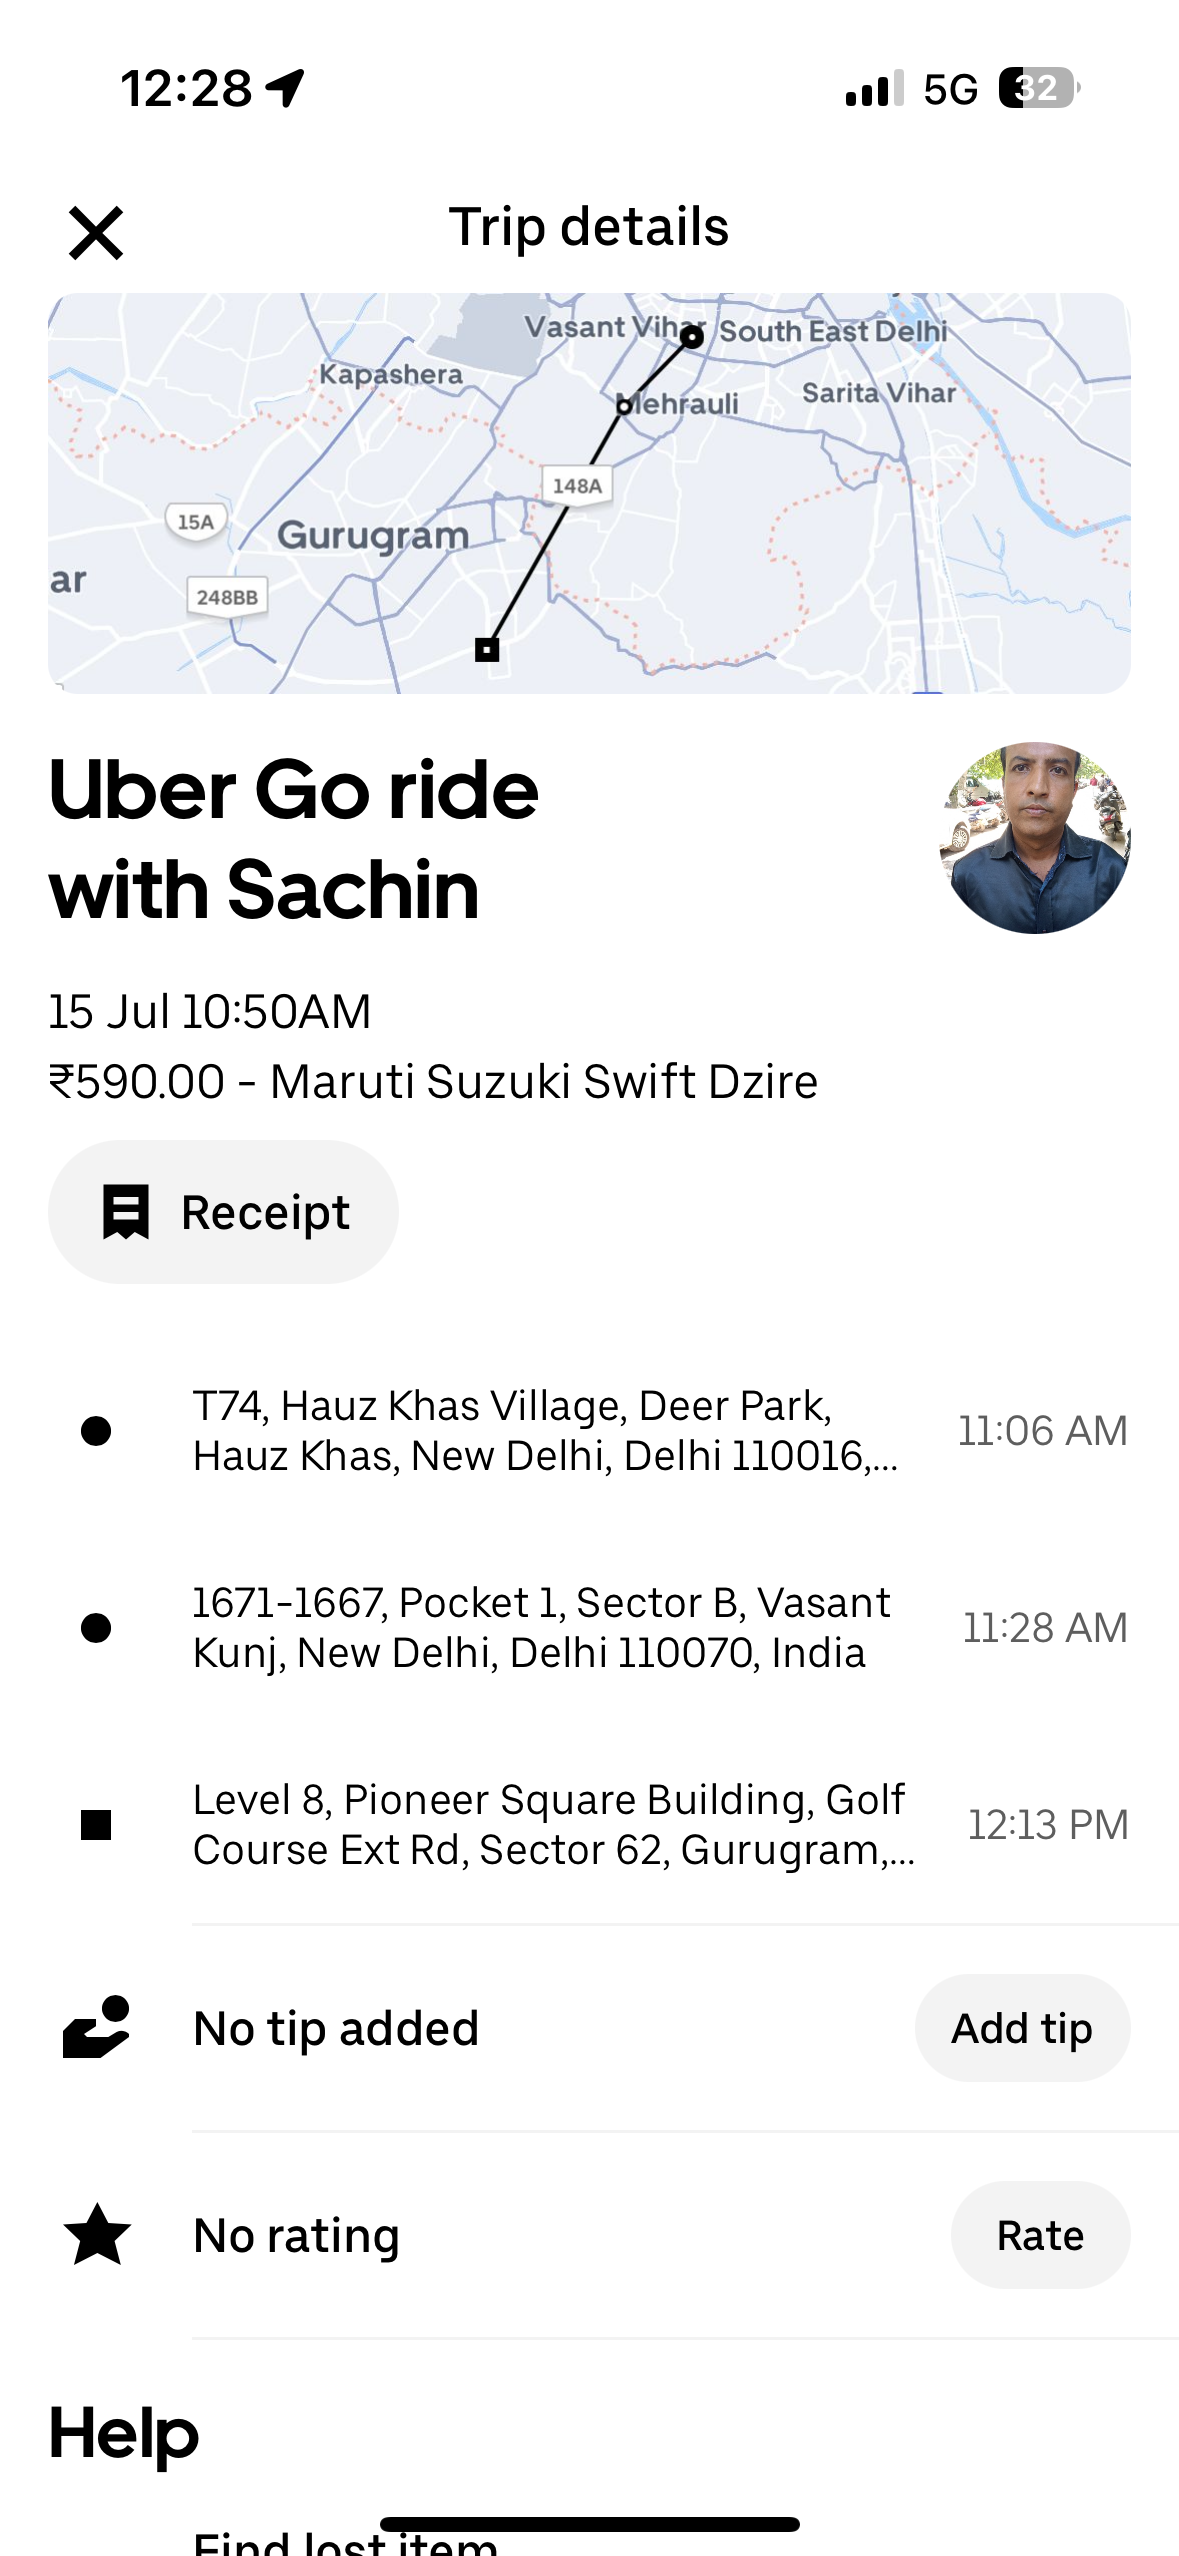 12:28
5G
32
Trip details
Vasant Vihar
South East Delhi
Kapashera
Mehrauli
Sarita Vihar
148A
15A
Gurugram
ar
248BB
Uber Go ride
with Sachin
15 Jul 10:50AM
₹590.00 - Maruti Suzuki Swift Dzire
Receipt
T74, Hauz Khas Village, Deer Park,
Hauz Khas, New Delhi, Delhi 110016,...
11:06 AM
1671-1667, Pocket 1, Sector B, Vasant
Kunj, New Delhi, Delhi 110070, India
11:28 AM
Level 8, Pioneer Square Building, Golf
Course Ext Rd, Sector 62, Gurugram,...
12:13 PM
No tip added
Add tip
No rating
Rate
Help
Find lost item